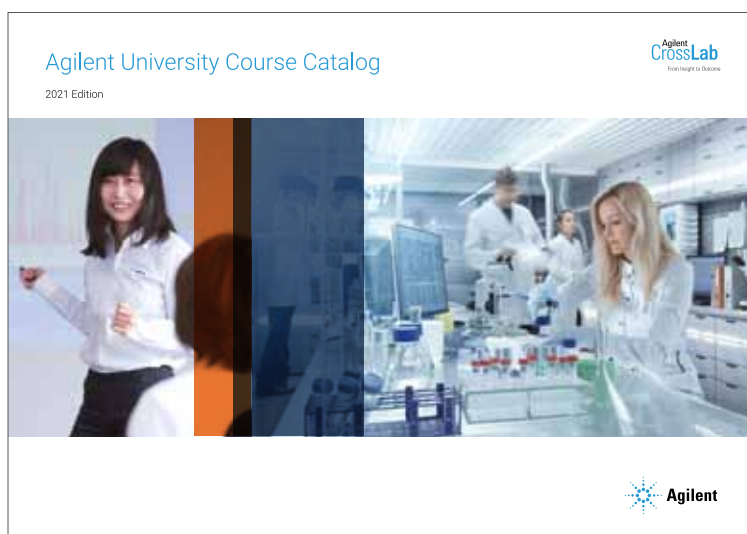 Agilent University Course Catalog
2021 Edition
Agilent
CrossLab
From Insight to Outcome
Agilent